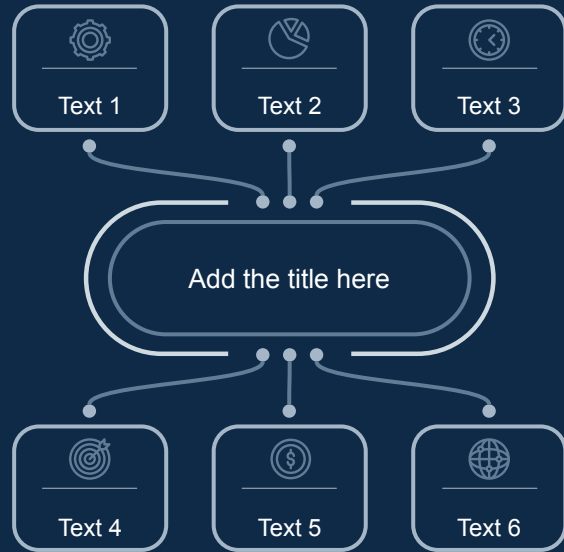 Text 1
Text 2
Text 3
Add the title here
$
Text 4
Text 5
Text 6